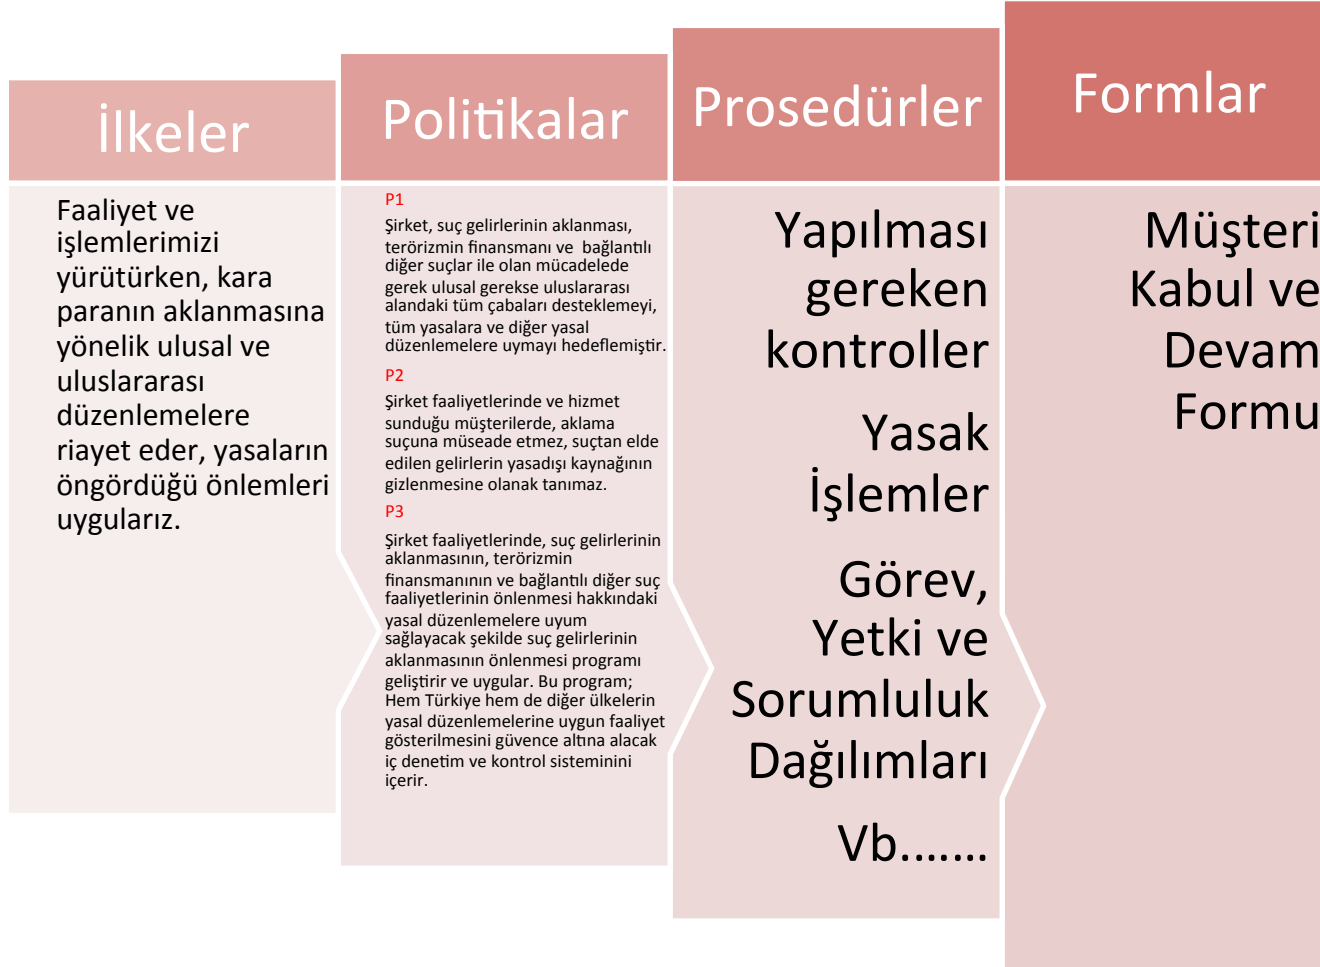 İlkeler
Faaliyet ve
işlemlerimizi
yürütürken, kara
paranın aklanmasına
yönelik ulusal ve
uluslararası
düzenlemelere
riayet eder, yasaların
öngördüğü önlemleri
uygularız.
Politikalar
P1
Şirket, suç gelirlerinin aklanması,
terörizmin finansmanı ve bağlantılı
diğer suçlar ile olan mücadelede
gerek ulusal gerekse uluslararası
alandaki tüm çabaları desteklemeyi,
tüm yasalara ve diğer yasal
düzenlemelere uymayı hedeflemiştir.
P2
Şirket faaliyetlerinde ve hizmet
sunduğu müşterilerde, aklama
suçuna müseade etmez, suçtan elde
edilen gelirlerin yasadışı kaynağının
gizlenmesine olanak tanımaz.
P3
Şirket faaliyetlerinde, suç gelirlerinin
aklanmasının, terörizmin
finansmanının ve bağlantılı diğer suç
faaliyetlerinin önlenmesi hakkındaki
yasal düzenlemelere uyum
sağlayacak şekilde suç gelirlerinin
aklanmasının önlenmesi programı
geliştirir ve uygular. Bu program;
Hem Türkiye hem de diğer ülkelerin
yasal düzenlemelerine uygun faaliyet
gösterilmesini güvence altına alacak
iç denetim ve kontrol sisteminini
içerir.
Prosedürler
Yapılması
gereken
kontroller
Yasak
İşlemler
Görev,
Yetki ve
Sorumluluk
Dağılımları
Vb.......
Formlar
Müşteri
Kabul ve
Devam
Formu